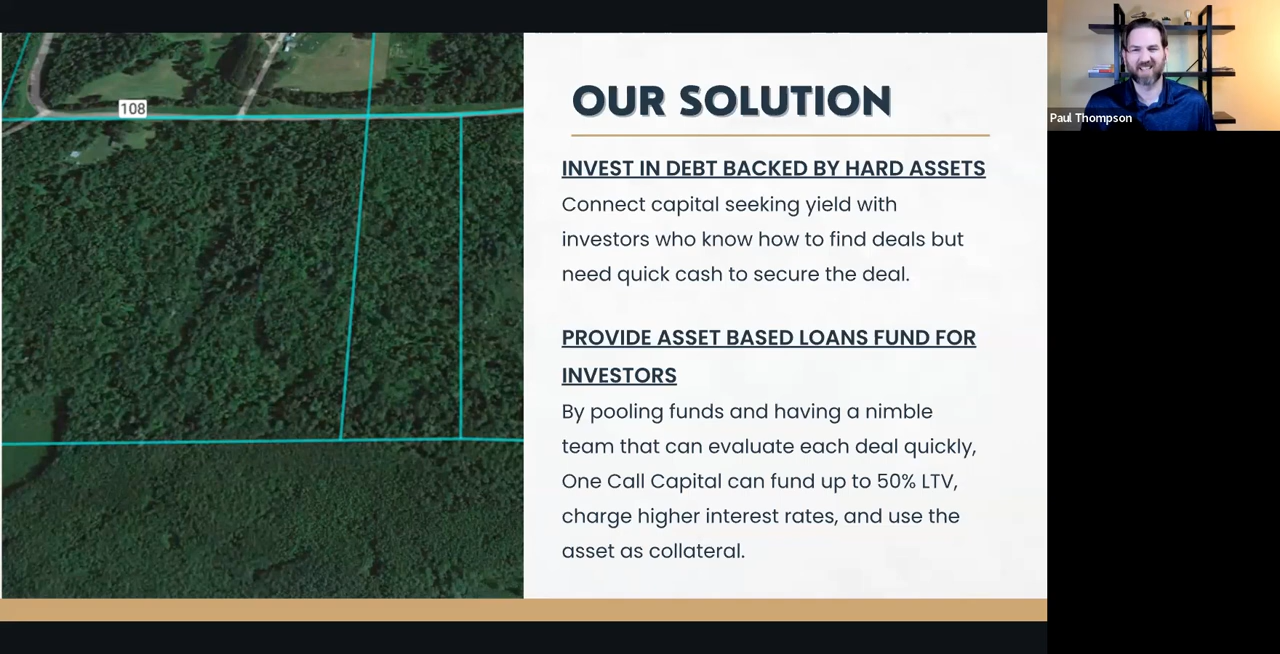 108
OUR SOLUTION
INVEST IN DEBT BACKED BY HARD ASSETS
Connect capital seeking yield with
investors who know how to find deals but
need quick cash to secure the deal.
PROVIDE ASSET BASED LOANS FUND FOR
INVESTORS
By pooling funds and having a nimble
team that can evaluate each deal quickly,
One Call Capital can fund up to 50% LTV,
charge higher interest rates, and use the
asset as collateral.
Paul Thompson